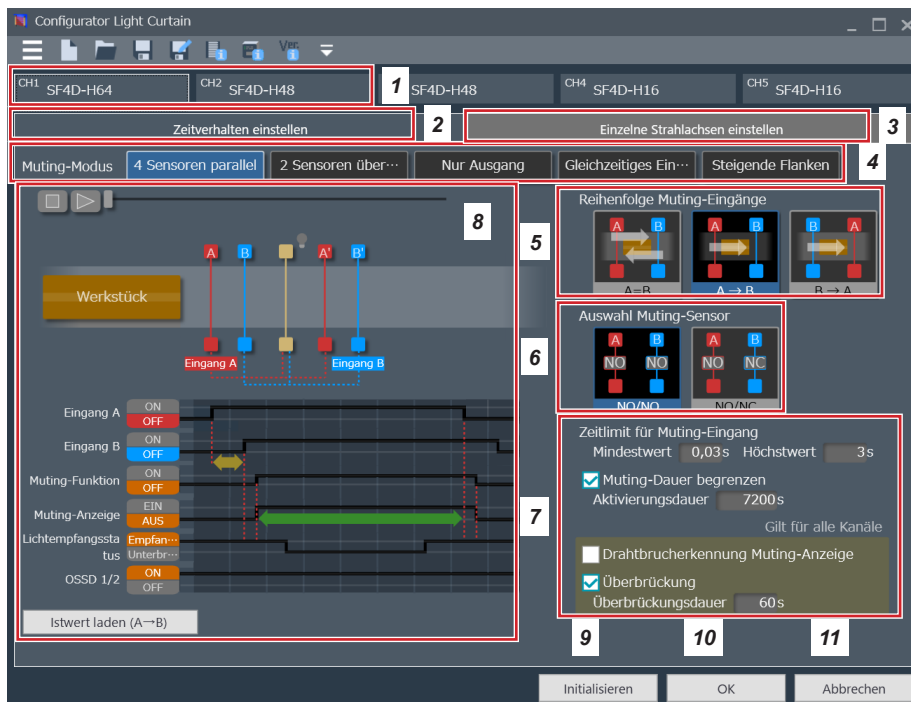 Configurator Light Curtain
Ver.
CH1 SF4D-H64
CH2 SF4D-H48
1
SF4D-H48
CH4 SF4D-H16
CH5 SF4D-H16
Zeitverhalten einstellen
2
Einzelne Strahlachsen einstellen
3
Muting-Modus
4 Sensoren parallel
2 Sensoren über···
Nur Ausgang
Gleichzeitiges Ein···
Steigende Flanken
4
8
5
Reihenfolge Muting-Eingänge
A B
A B
B A
A=B
A → B
B → A
A B A' B'
Werkstück
Eingang A
Eingang B
6
Auswahl Muting-Sensor
A B
A B
NO NO
NO NC
NO/NO
NO/NC
Eingang A ON OFF
Eingang B ON OFF
Muting-Funktion ON OFF
Muting-Anzeige EIN AUS
Lichtempfangssta
tus
Empfan···
Unterbr···
OSSD 1/2 ON OFF
Istwert laden (A→B)
7
Zeitlimit für Muting-Eingang
Mindestwert 0,03 s Höchstwert 3 s
Muting-Dauer begrenzen
Aktivierungsdauer 7200 s
Gilt für alle Kanäle
Drahtbrucherkennung Muting-Anzeige
Überbrückung
Überbrückungsdauer 60 s
9
10
11
Initialisieren
OK
Abbrechen